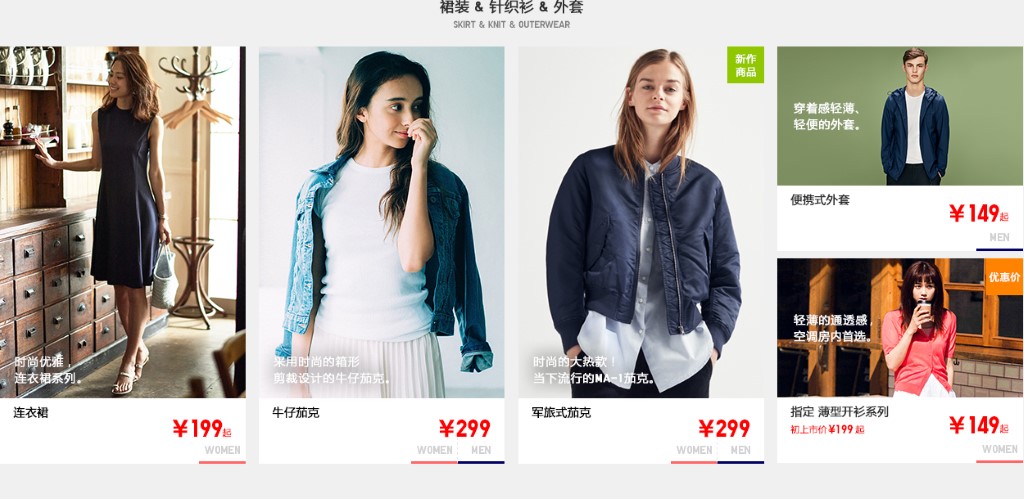 裙装 & 针织衫 & 外套
SKIRT & KNIT & OUTERWEAR
时尚优雅，
连衣裙系列。
连衣裙
￥199起
WOMEN
采用时尚的箱形
剪裁设计的牛仔茄克。
牛仔茄克
￥299
WOMEN MEN
新作
商品
时尚的大热款！
当下流行的MA-1茄克。
军旅式茄克
￥299
WOMEN MEN
穿着感轻薄、
轻便的外套。
便携式外套
￥149起
MEN
优惠价
轻薄的通透感，
空调房内首选。
指定 薄型开衫系列
初上市价￥199 起
￥149起
WOMEN